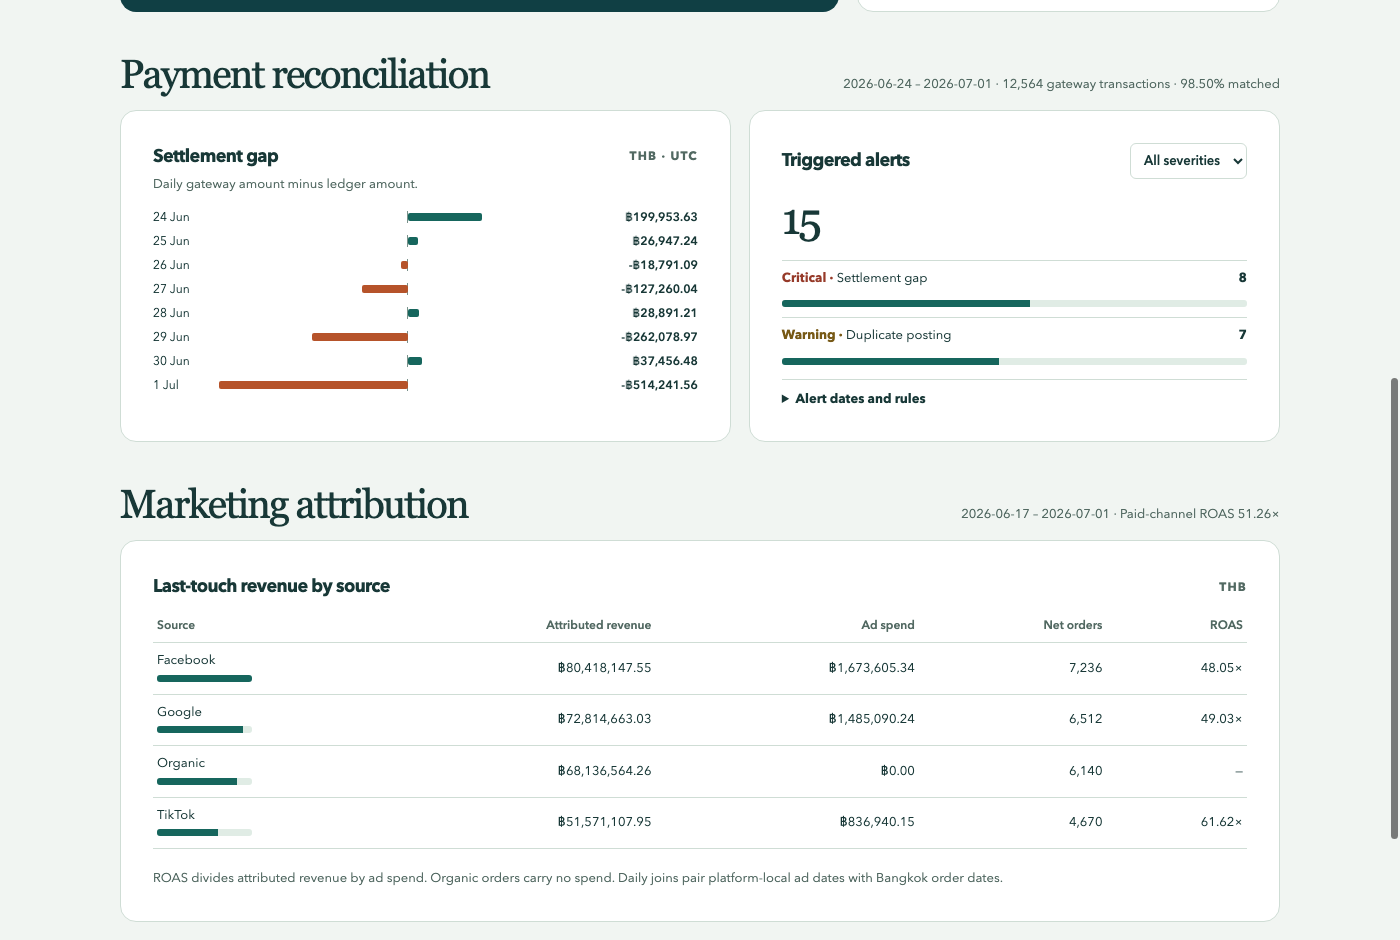 Payment reconciliation
2026-06-24 – 2026-07-01 · 12,564 gateway transactions · 98.50% matched
Settlement gap
THB · UTC
Daily gateway amount minus ledger amount.
24 Jun ฿199,953.63
25 Jun ฿26,947.24
26 Jun -฿18,791.09
27 Jun -฿127,260.04
28 Jun ฿28,891.21
29 Jun -฿262,078.97
30 Jun ฿37,456.48
1 Jul -฿514,241.56
Triggered alerts
All severities
15
Critical · Settlement gap 8
Warning · Duplicate posting 7
Alert dates and rules
Marketing attribution
2026-06-17 – 2026-07-01 · Paid-channel ROAS 51.26×
Last-touch revenue by source
THB
Source Attributed revenue Ad spend Net orders ROAS
Facebook ฿80,418,147.55 ฿1,673,605.34 7,236 48.05×
Google ฿72,814,663.03 ฿1,485,090.24 6,512 49.03×
Organic ฿68,136,564.26 ฿0.00 6,140 –
TikTok ฿51,571,107.95 ฿836,940.15 4,670 61.62×
ROAS divides attributed revenue by ad spend. Organic orders carry no spend. Daily joins pair platform-local ad dates with Bangkok order dates.